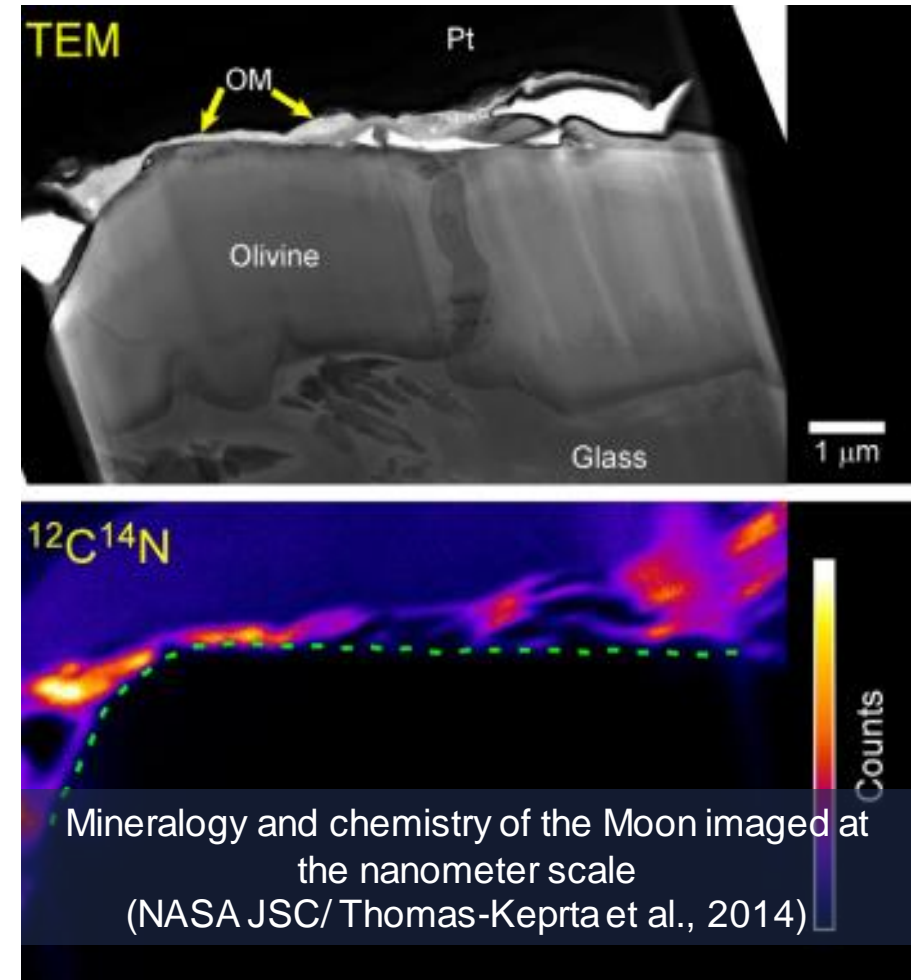 TEM
Pt
OM
Olivine
Glass
1 μm
¹²C¹⁴N
Counts
Mineralogy and chemistry of the Moon imaged at
the nanometer scale
(NASA JSC/ Thomas-Keprta et al., 2014)